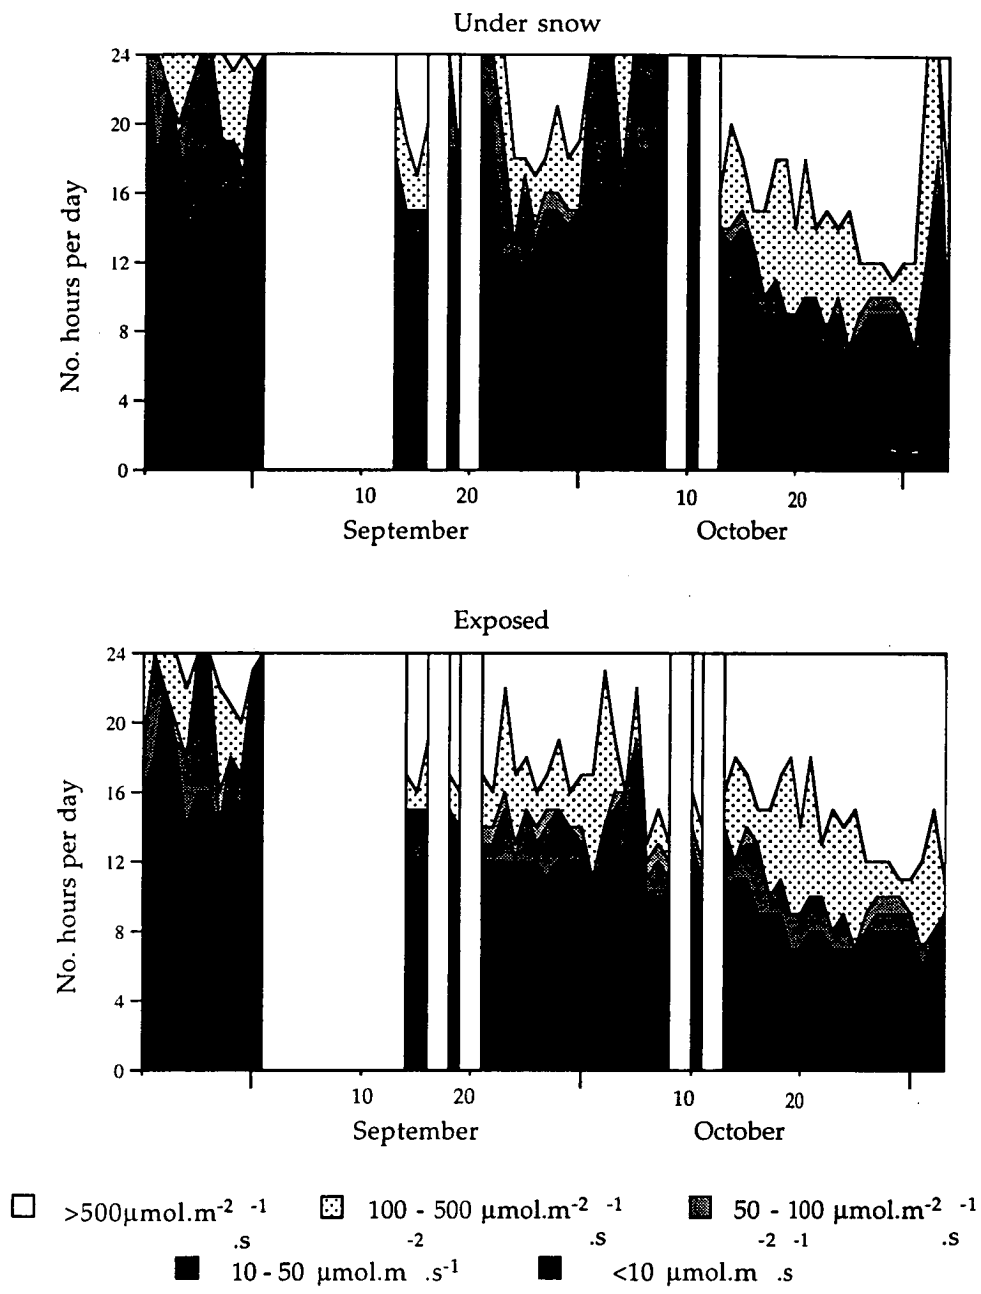 Under snow
24
20
16
12
8
4
0
No. hours per day
10 20 10 20
September October
Exposed
24
20
16
12
8
4
0
No. hours per day
10 20 10 20
September October
>500µmol.m-2 -1 100 - 500 µmol.m-2 -1 50 - 100 µmol.m-2 -1
.s -2 .s -2 -1 .s
10 - 50 µmol.m .s-1 <10 µmol.m .s